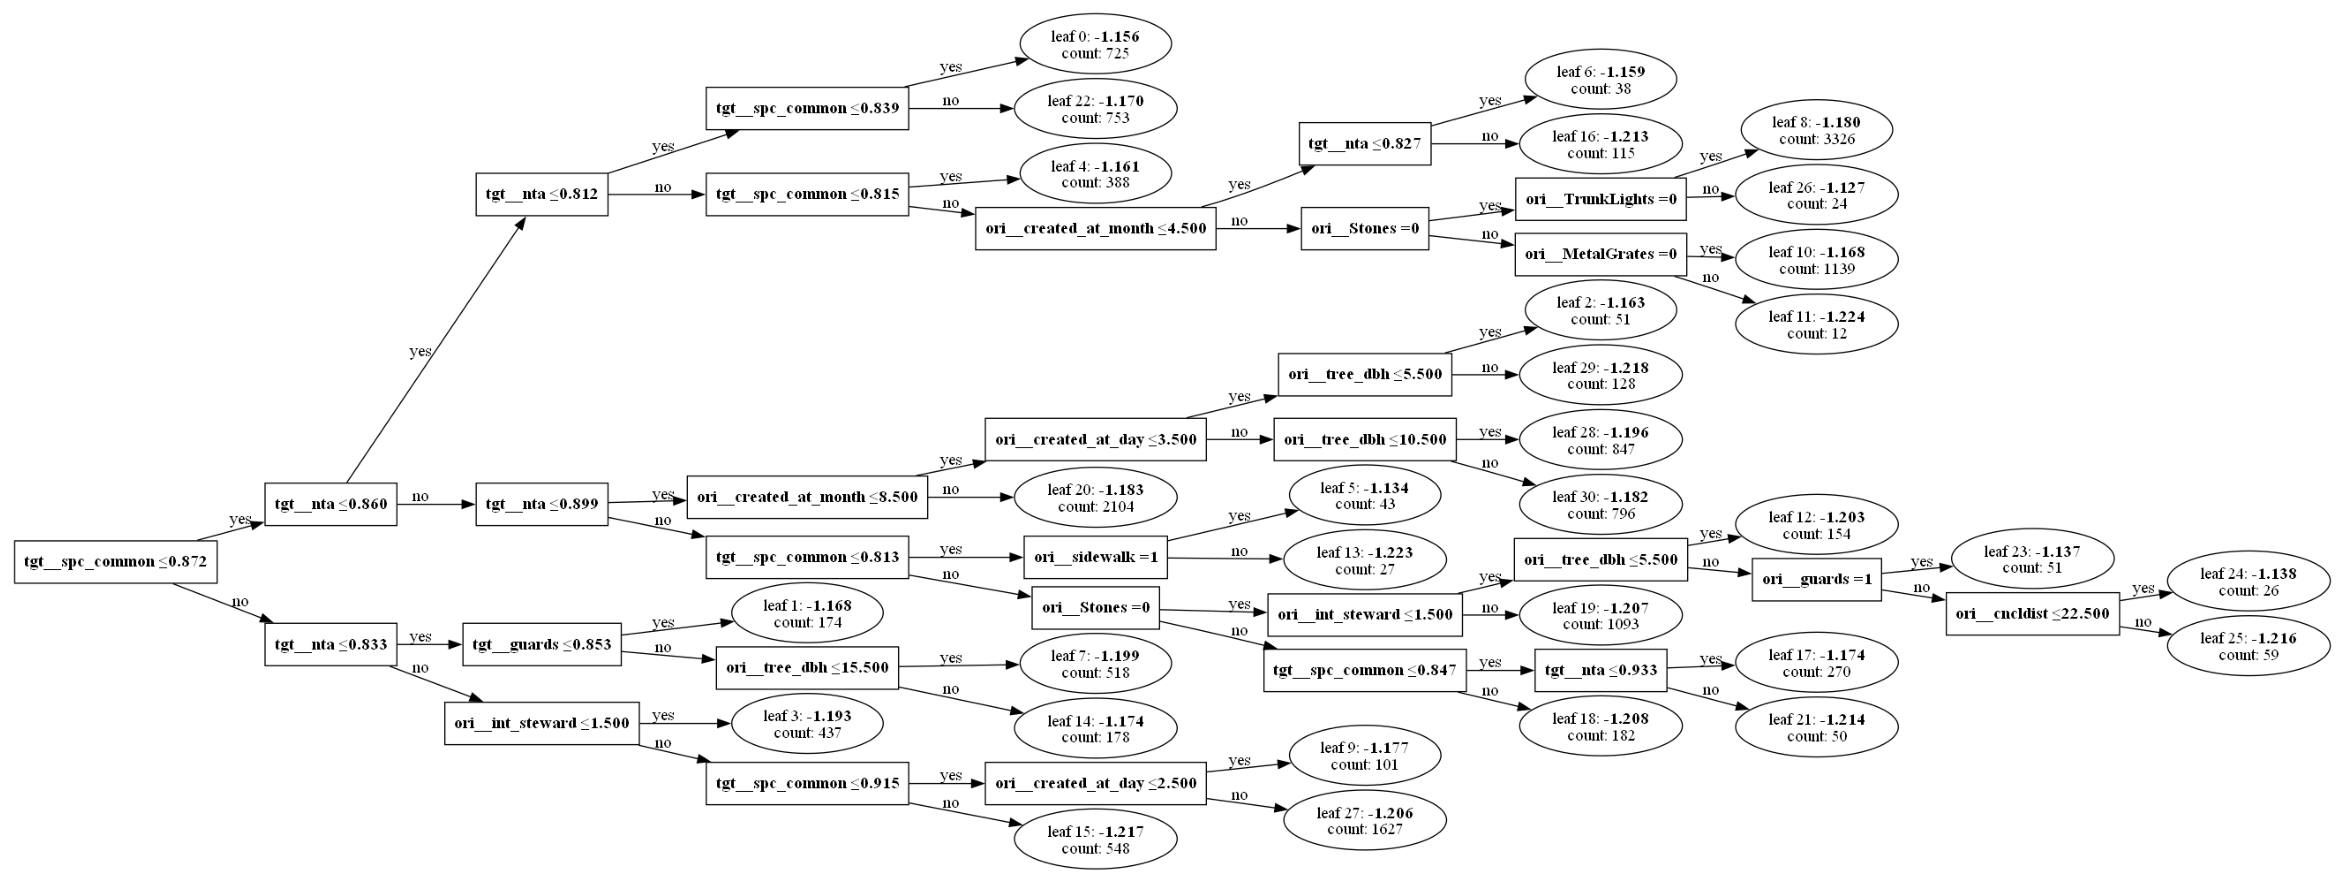 leaf 0: -1.156
count: 725
yes
tgt__spc_common ≤0.839
no
leaf 22: -1.170
count: 753
yes
tgt__nta ≤0.812
no
tgt__spc_common ≤0.815
yes
leaf 4: -1.161
count: 388
no
ori__created_at_month ≤4.500
yes
tgt__nta ≤0.827
yes
leaf 6: -1.159
count: 38
no
leaf 16: -1.213
count: 115
no
ori__Stones =0
yes
ori__TrunkLights =0
yes
leaf 8: -1.180
count: 3326
no
leaf 26: -1.127
count: 24
no
ori__MetalGrates =0
yes
leaf 10: -1.168
count: 1139
no
leaf 11: -1.224
count: 12
yes
tgt__nta ≤0.860
no
tgt__nta ≤0.899
yes
ori__created_at_month ≤8.500
yes
ori__created_at_day ≤3.500
yes
ori__tree_dbh ≤5.500
yes
leaf 2: -1.163
count: 51
no
leaf 29: -1.218
count: 128
no
ori__tree_dbh ≤10.500
yes
leaf 28: -1.196
count: 847
no
leaf 30: -1.182
count: 796
no
leaf 20: -1.183
count: 2104
no
tgt__spc_common ≤0.813
yes
ori__sidewalk =1
yes
leaf 5: -1.134
count: 43
no
leaf 13: -1.223
count: 27
no
ori__Stones =0
yes
ori__int_steward ≤1.500
yes
ori__tree_dbh ≤5.500
yes
leaf 12: -1.203
count: 154
no
ori__guards =1
yes
leaf 23: -1.137
count: 51
no
ori__cncldist ≤22.500
yes
leaf 24: -1.138
count: 26
no
leaf 25: -1.216
count: 59
no
leaf 19: -1.207
count: 1093
no
tgt__spc_common ≤0.847
yes
tgt__nta ≤0.933
yes
leaf 17: -1.174
count: 270
no
leaf 21: -1.214
count: 50
no
leaf 18: -1.208
count: 182
tgt__spc_common ≤0.872
yes
no
tgt__nta ≤0.833
yes
tgt__guards ≤0.853
yes
leaf 1: -1.168
count: 174
no
ori__tree_dbh ≤15.500
yes
leaf 7: -1.199
count: 518
no
leaf 14: -1.174
count: 178
no
ori__int_steward ≤1.500
yes
leaf 3: -1.193
count: 437
no
tgt__spc_common ≤0.915
yes
ori__created_at_day ≤2.500
yes
leaf 9: -1.177
count: 101
no
leaf 27: -1.206
count: 1627
no
leaf 15: -1.217
count: 548